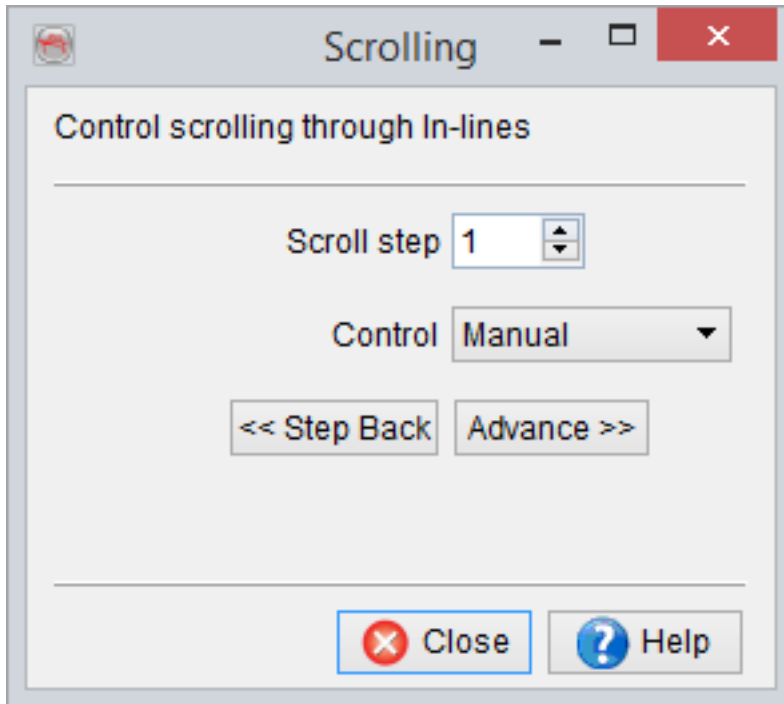 Scrolling
Control scrolling through In-lines
Scroll step 1
Control Manual
<< Step Back Advance >>
Close Help